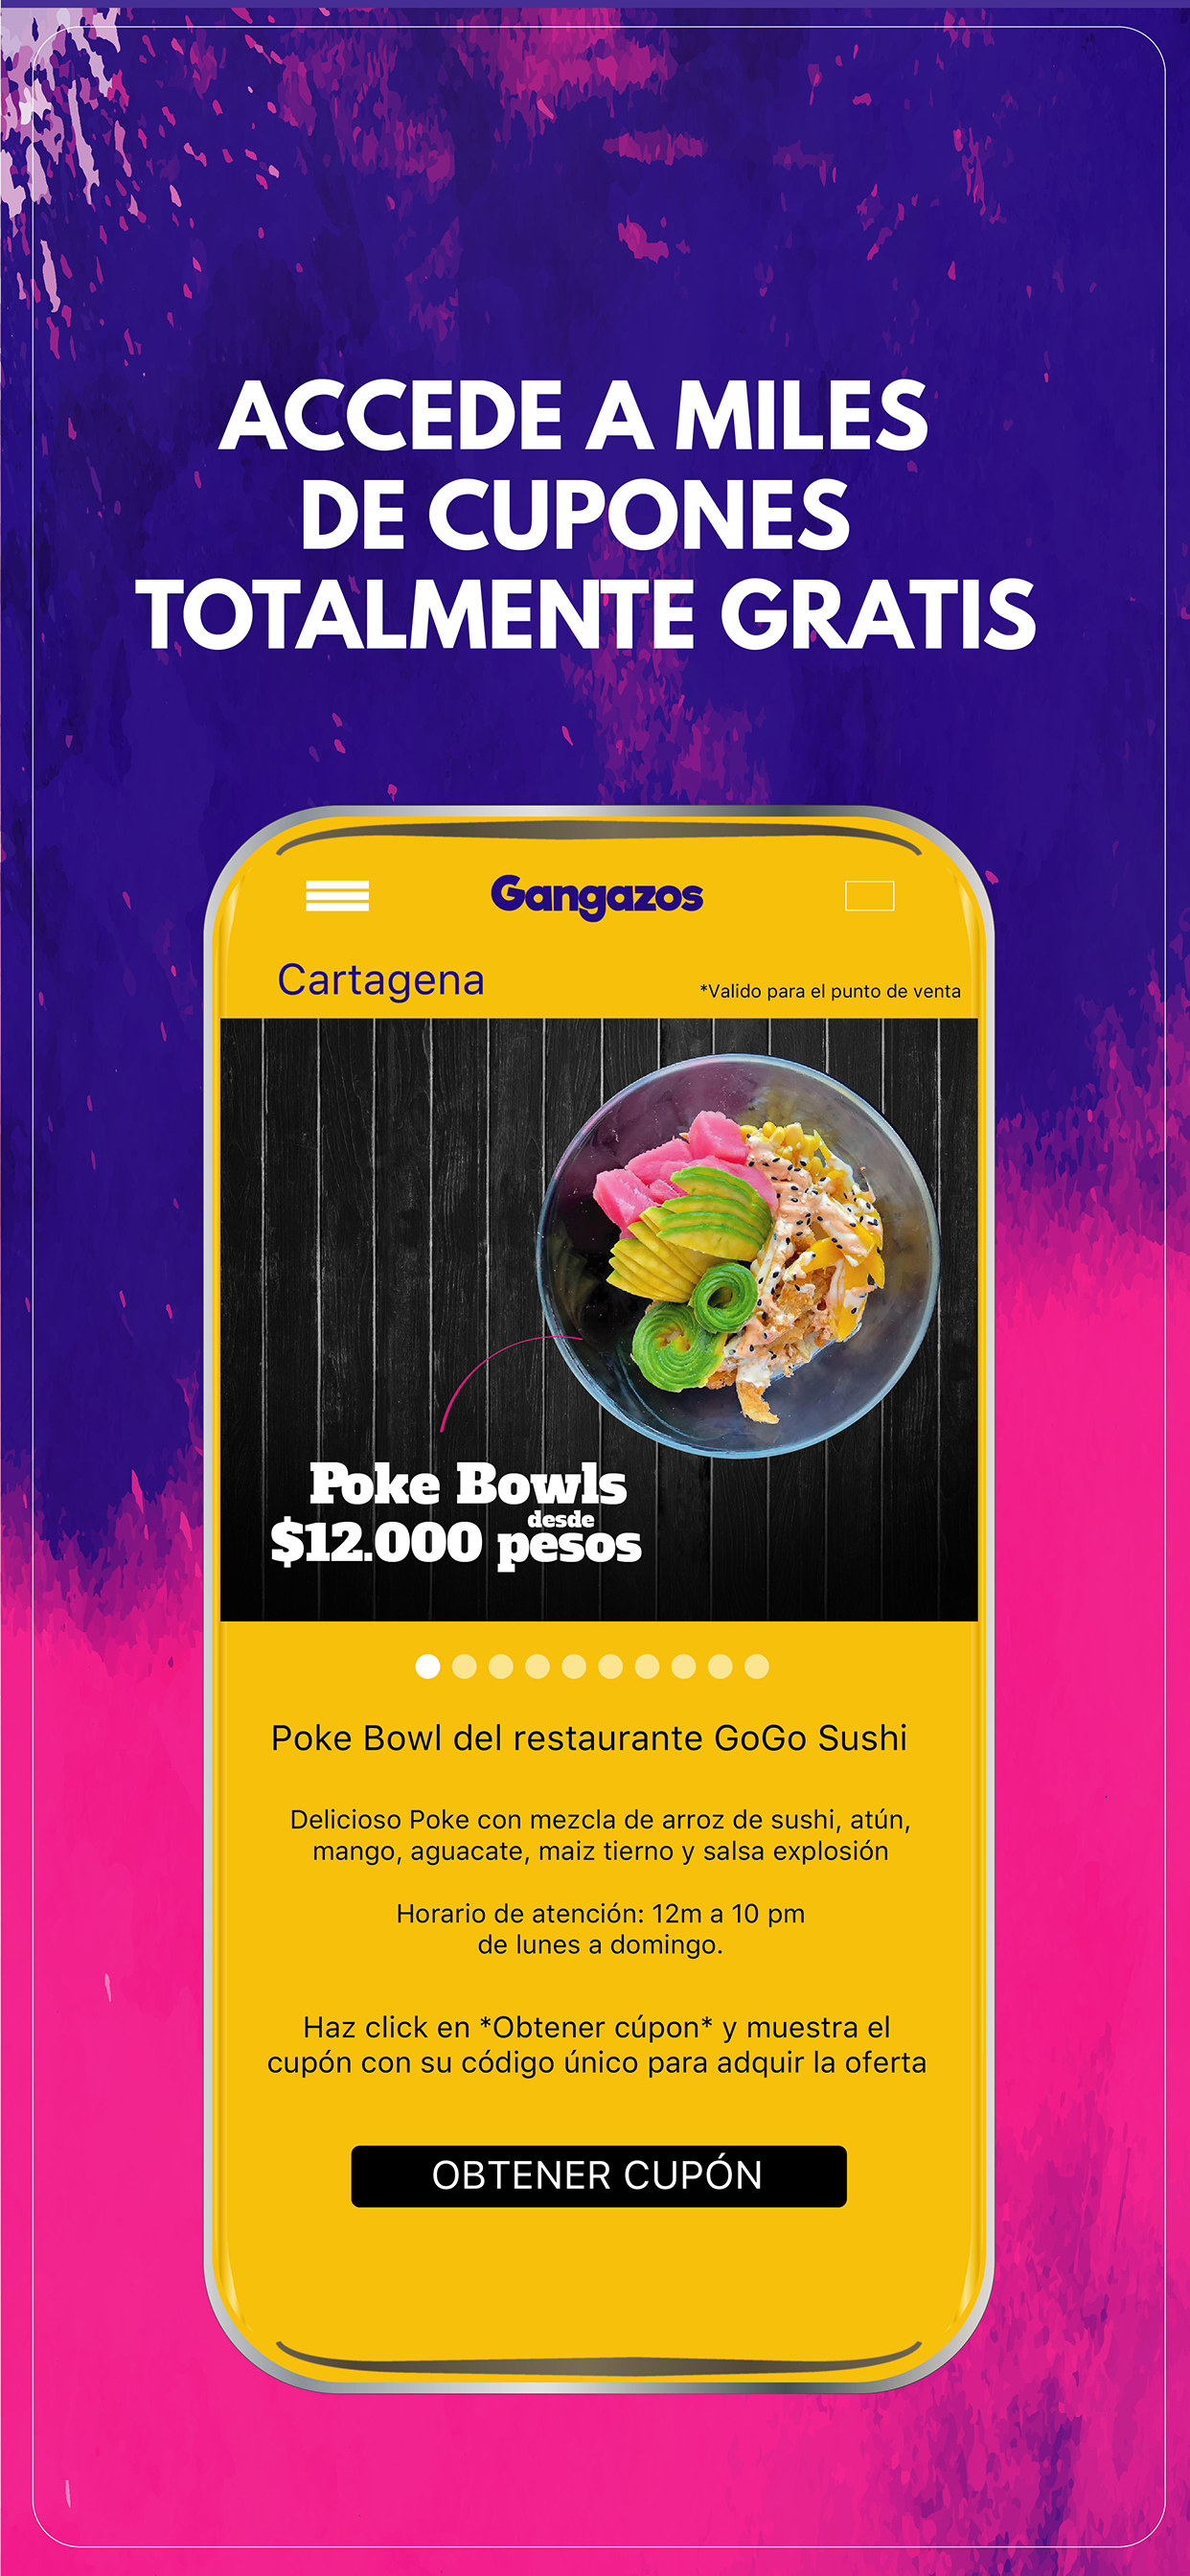 ACCEDE A MILES
DE CUPONES
TOTALMENTE GRATIS
Gangazos
Cartagena
*Valido para el punto de venta
Poke Bowls
desde
$12.000 pesos
Poke Bowl del restaurante GoGo Sushi
Delicioso Poke con mezcla de arroz de sushi, atún,
mango, aguacate, maiz tierno y salsa explosión
Horario de atención: 12m a 10 pm
de lunes a domingo.
Haz click en *Obtener cúpon* y muestra el
cupón con su código único para adquir la oferta
OBTENER CUPÓN